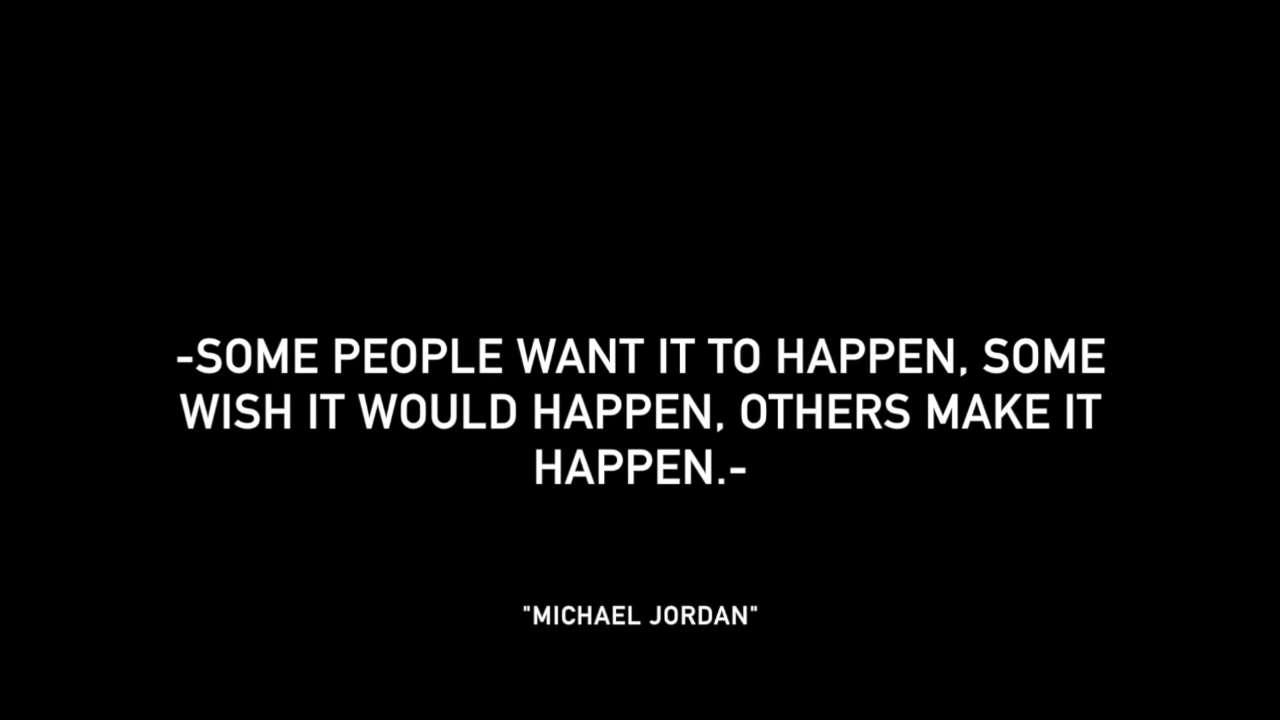 -SOME PEOPLE WANT IT TO HAPPEN, SOME
WISH IT WOULD HAPPEN, OTHERS MAKE IT
HAPPEN.-
"MICHAEL JORDAN"